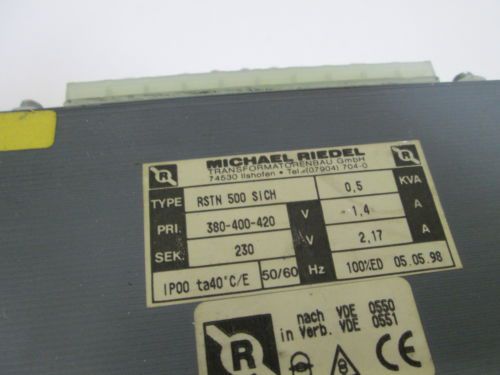 MICHAEL RIEDEL
TRANSFORMATORENBAU GmbH
74530 Ilshofen • Tel.(07904) 704-0
TYPE RSTN 500 SICH 0,5 KVA
PRI. 380-400-420 V 1,4 A
SEK. 230 V 2,17 A
IP00 ta40°C/E 50/60 Hz 100%ED 05.05.98
R nach VDE 0550
in Verb. VDE 0551
CE